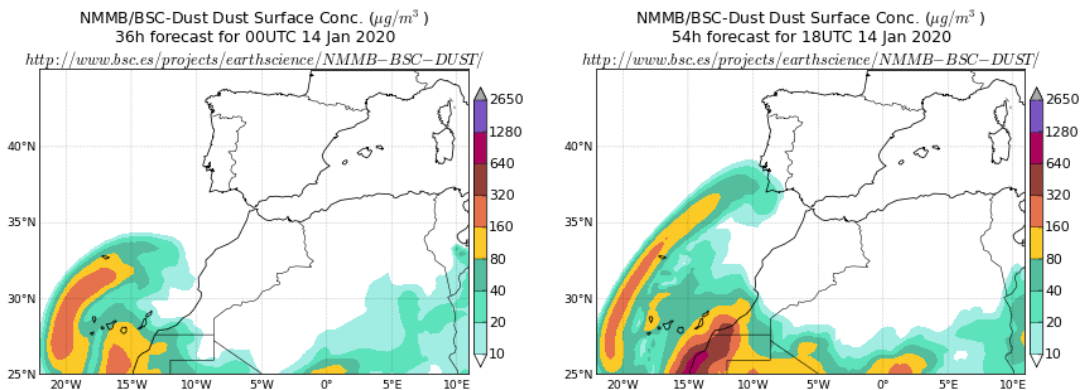 NMMB/BSC-Dust Dust Surface Conc. (μg/m³ )
36h forecast for 00UTC 14 Jan 2020
http://www.bsc.es/projects/earthscience/NMMB−BSC−DUST/
2650
1280
40°N
640
320
35°N
160
80
30°N
40
20
10
25°N
20°W 15°W 10°W 5°W 0° 5°E 10°E
NMMB/BSC-Dust Dust Surface Conc. (μg/m³ )
54h forecast for 18UTC 14 Jan 2020
http://www.bsc.es/projects/earthscience/NMMB−BSC−DUST/
2650
1280
40°N
640
320
35°N
160
80
30°N
40
20
10
25°N
20°W 15°W 10°W 5°W 0° 5°E 10°E